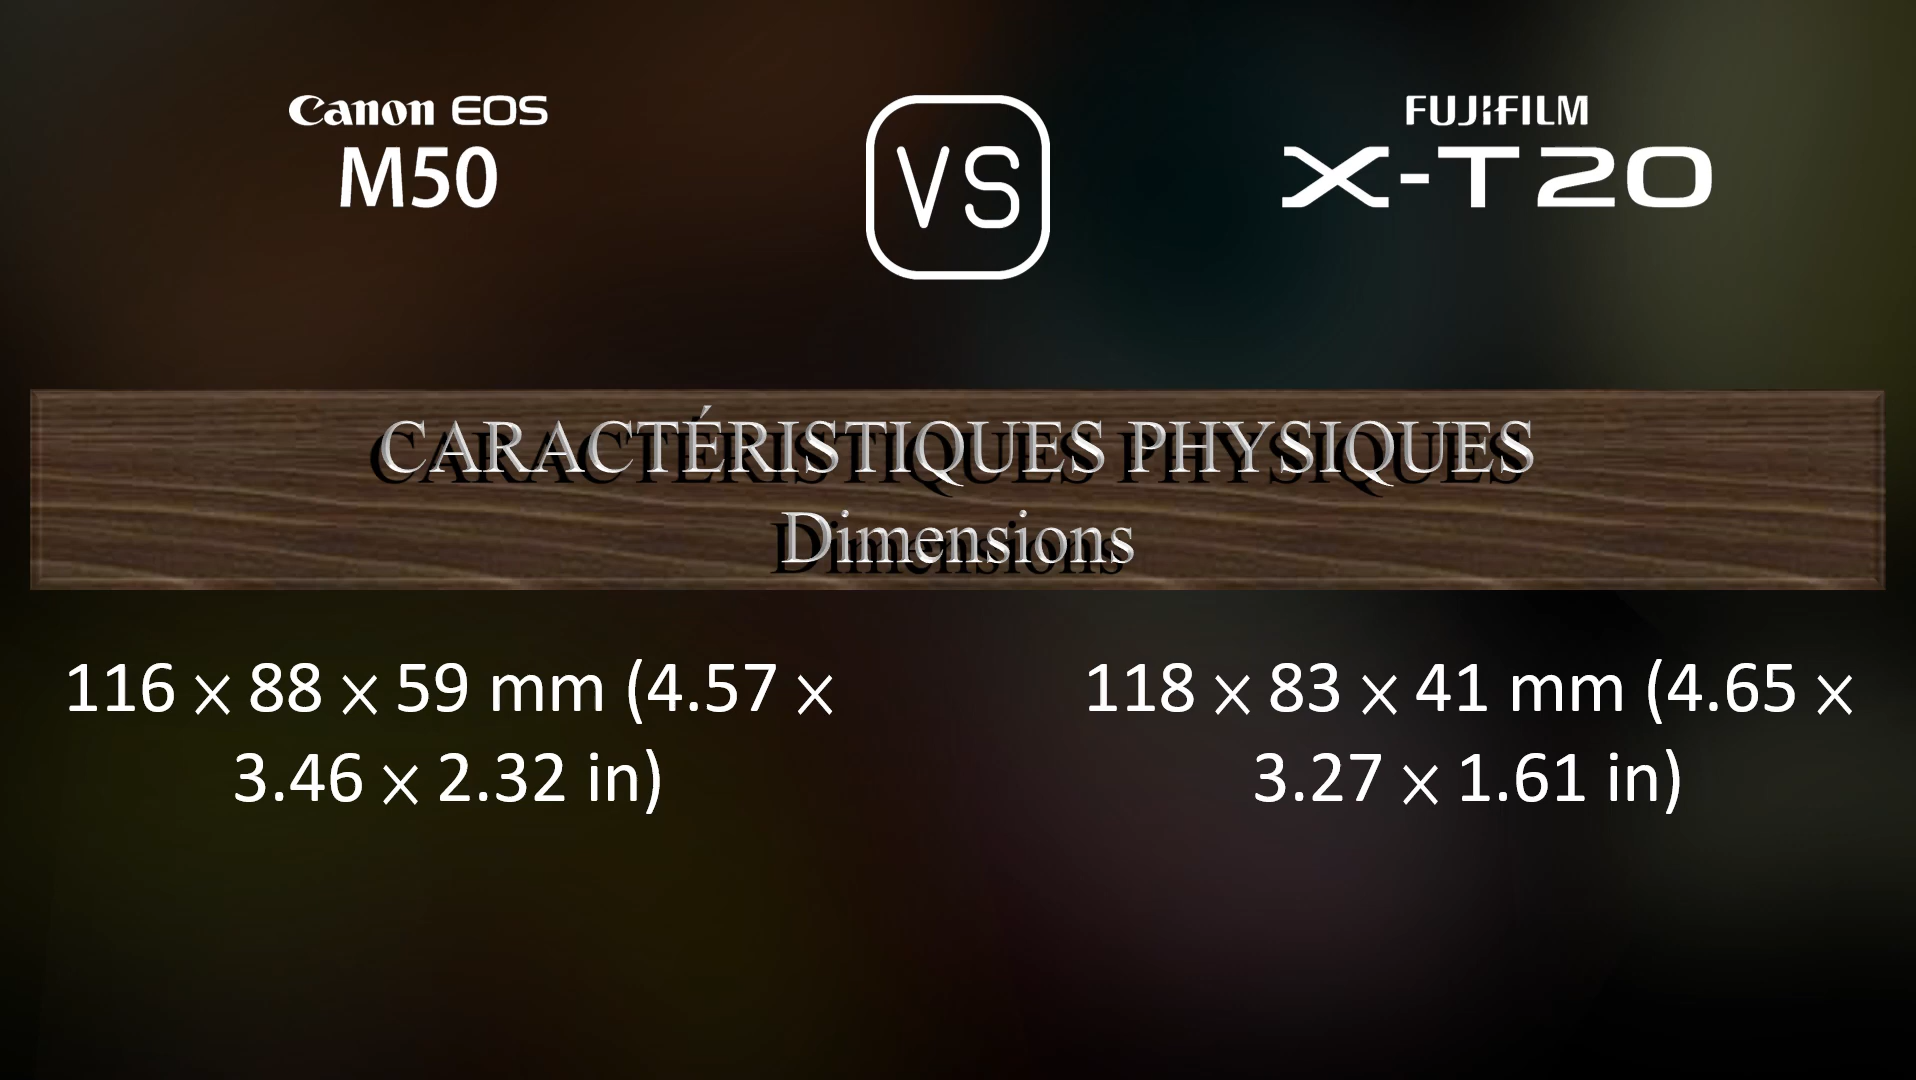 Canon EOS
M50
VS
FUJIFILM
X-T20
CARACTÉRISTIQUES PHYSIQUES
Dimensions
116 x 88 x 59 mm (4.57 x
3.46 x 2.32 in)
118 x 83 x 41 mm (4.65 x
3.27 x 1.61 in)